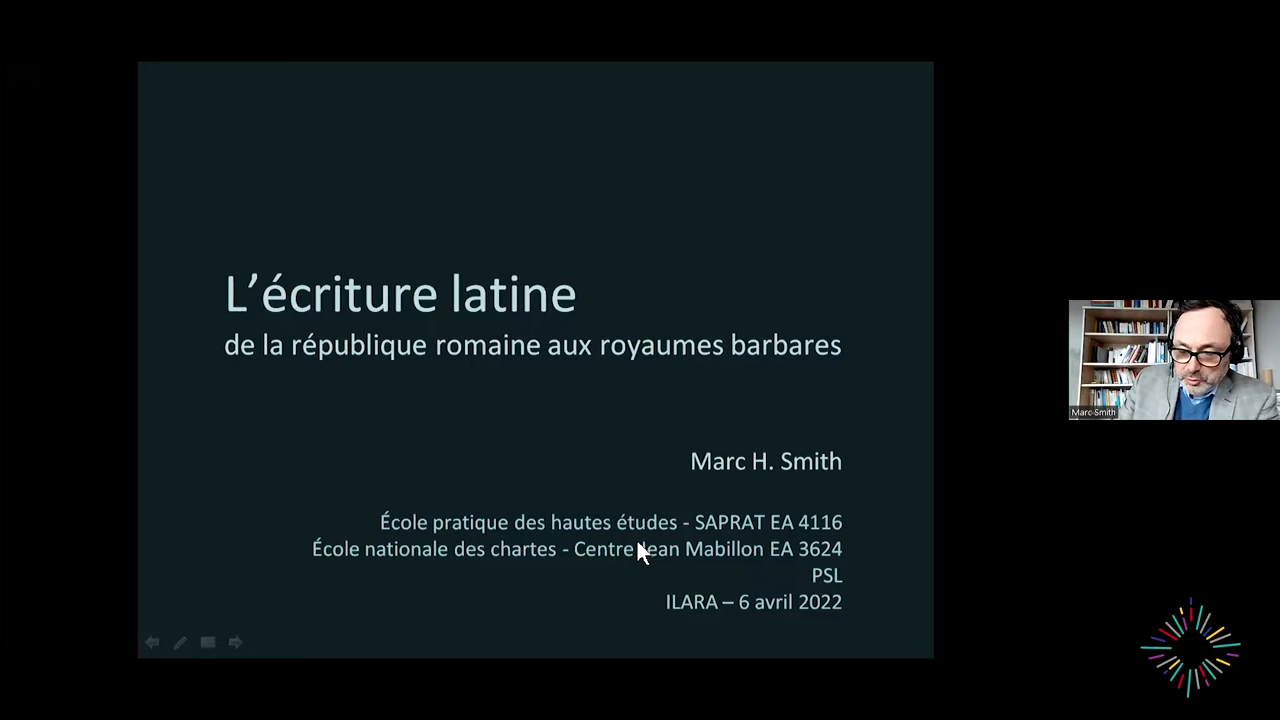 L’écriture latine
de la république romaine aux royaumes barbares
Marc H. Smith
École pratique des hautes études - SAPRAT EA 4116
École nationale des chartes - Centre Jean Mabillon EA 3624
PSL
ILARA – 6 avril 2022
Marc Smith